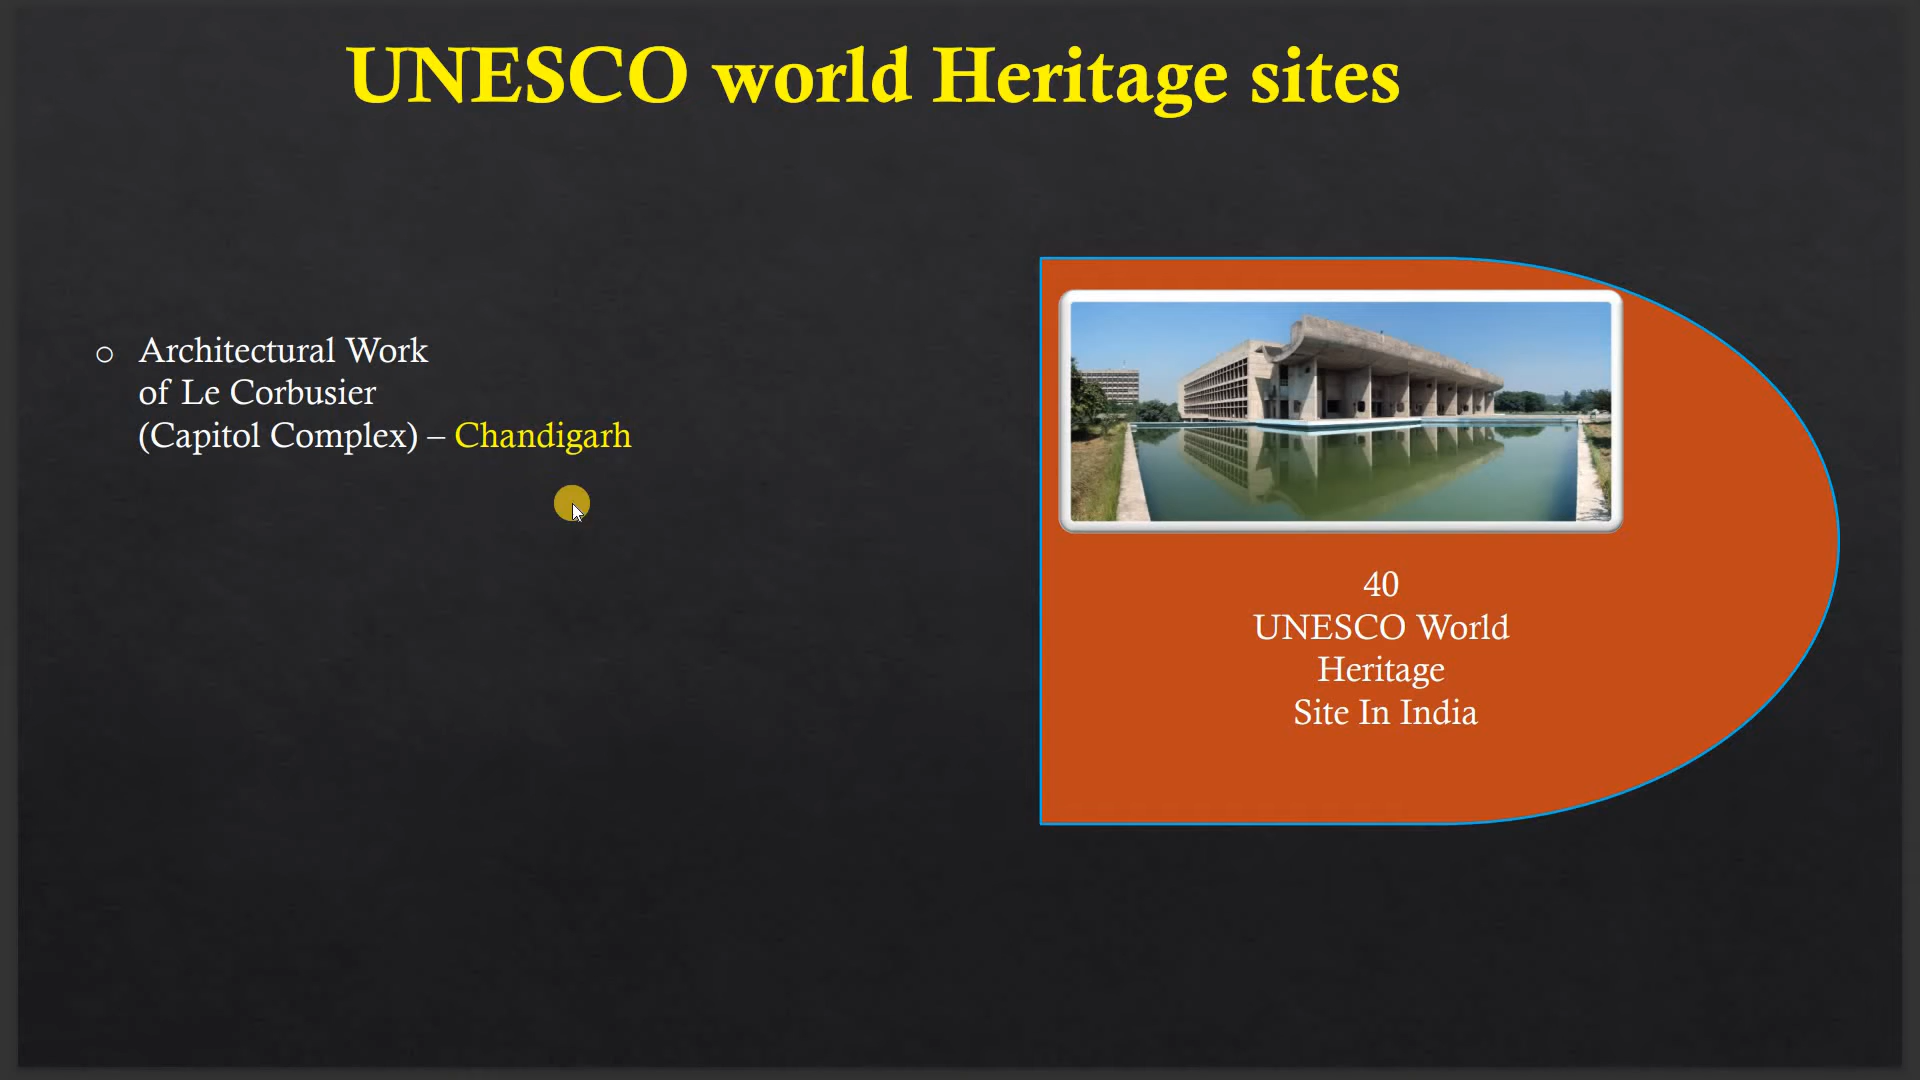 UNESCO world Heritage sites
Architectural Work
of Le Corbusier
(Capitol Complex) – Chandigarh
40
UNESCO World
Heritage
Site In India